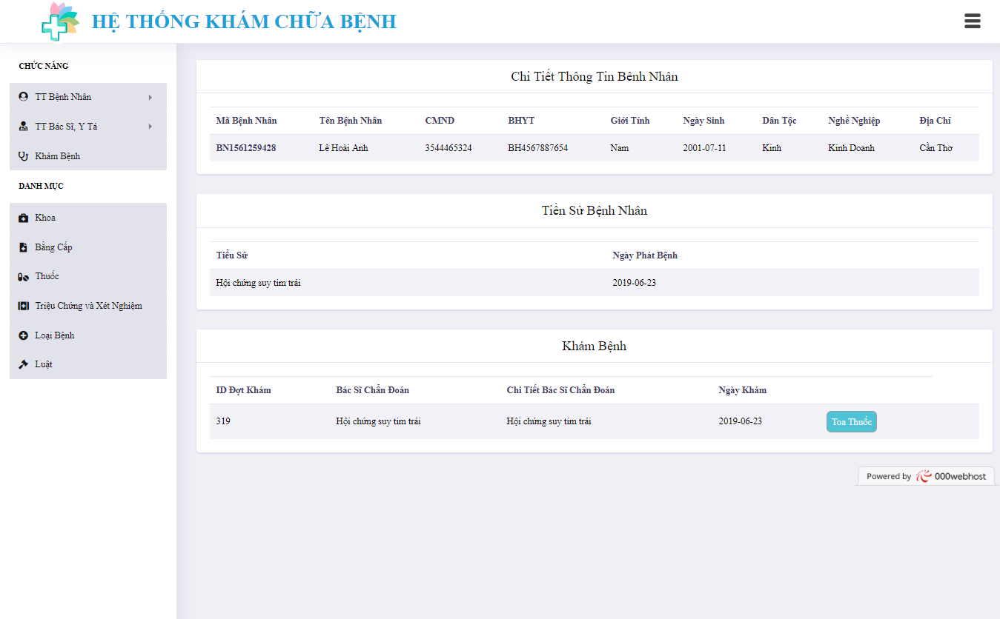 HỆ THỐNG KHÁM CHỮA BỆNH
CHỨC NĂNG
TT Bệnh Nhân
TT Bác Sĩ, Y Tá
Khám Bệnh
DANH MỤC
Khoa
Bằng Cấp
Thuốc
Triệu Chứng và Xét Nghiệm
Loại Bệnh
Luật
Chi Tiết Thông Tin Bênh Nhân
Mã Bệnh Nhân Tên Bệnh Nhân CMND BHYT Giới Tính Ngày Sinh Dân Tộc Nghề Nghiệp Địa Chỉ
BN1561259428 Lê Hoài Anh 3544465324 BH4567887654 Nam 2001-07-11 Kinh Kinh Doanh Cần Thơ
Tiền Sử Bệnh Nhân
Tiểu Sử Ngày Phát Bệnh
Hội chứng suy tim trái 2019-06-23
Khám Bệnh
ID Đợt Khám Bác Sĩ Chẩn Đoán Chi Tiết Bác Sĩ Chẩn Đoán Ngày Khám
319 Hội chứng suy tim trái Hội chứng suy tim trái 2019-06-23 Toa Thuốc
Powered by 000webhost